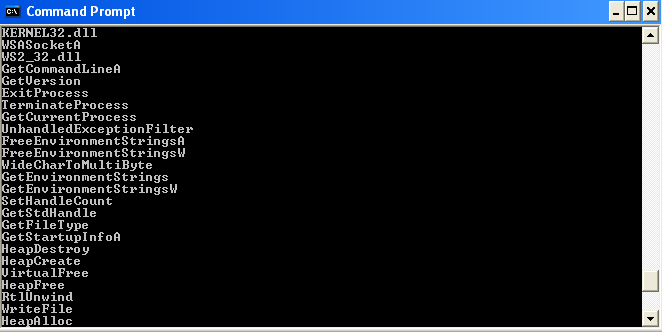 C:\ Command Prompt
KERNEL32.dll
WSASocketA
WS2_32.dll
GetCommandLineA
GetVersion
ExitProcess
TerminateProcess
GetCurrentProcess
UnhandledExceptionFilter
FreeEnvironmentStringsA
FreeEnvironmentStringsW
WideCharToMultiByte
GetEnvironmentStrings
GetEnvironmentStringsW
SetHandleCount
GetStdHandle
GetFileType
GetStartupInfoA
HeapDestroy
HeapCreate
VirtualFree
HeapFree
RtlUnwind
WriteFile
HeapAlloc